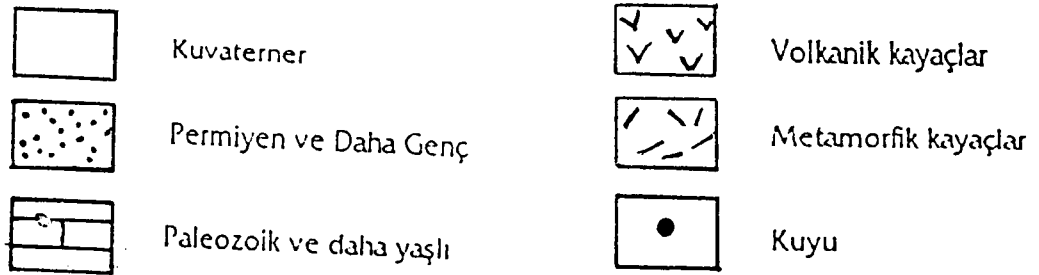 Kuvaterner
Permiyen ve Daha Genç
Paleozoik ve daha yaşlı
Volkanik kayaçlar
Metamorfik kayaçlar
Kuyu